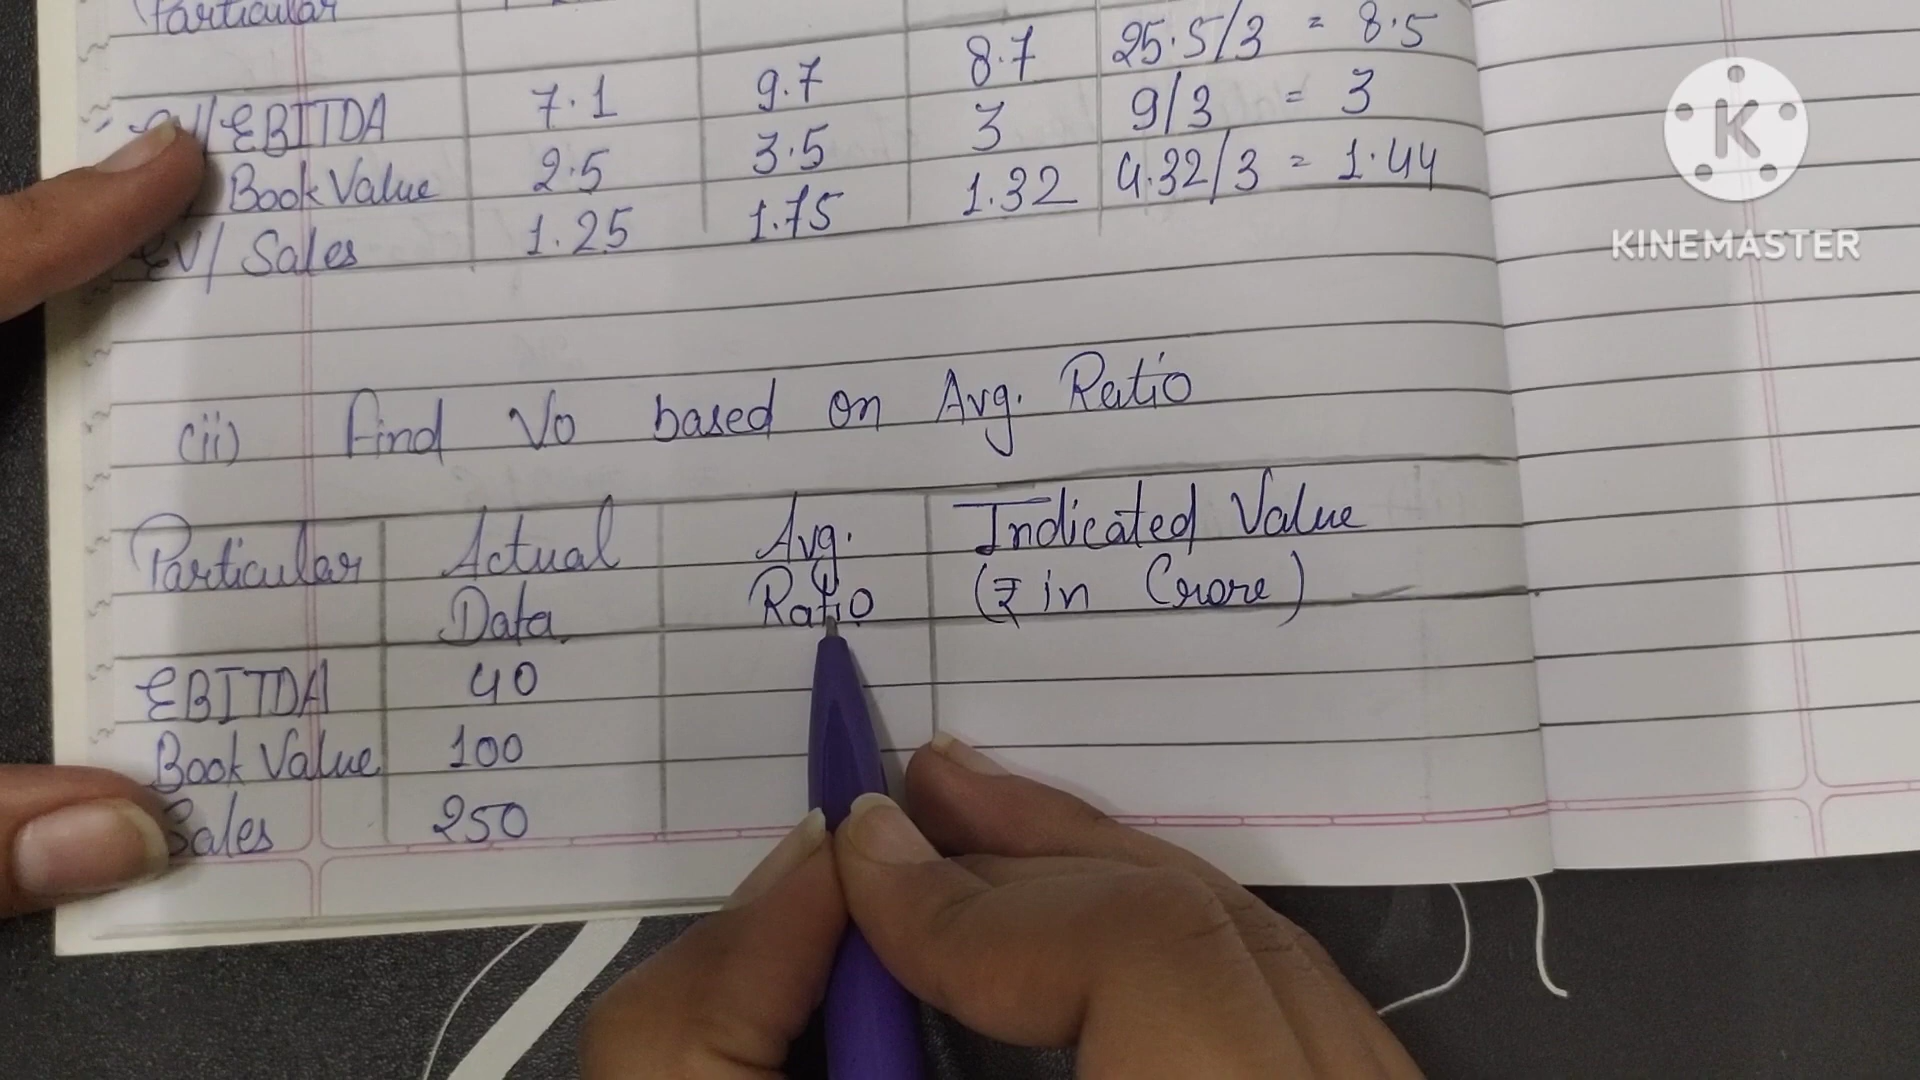 Particular
EV/EBITDA 7.1 9.7 8.7 25.5/3 = 8.5
Book Value 2.5 3.5 3 9/3 = 3
EV/ Sales 1.25 1.75 1.32 4.32/3 = 1.44
(ii) Find Vo based on Avg. Ratio
Particular Actual Data Avg. Ratio Indicated Value (₹ in Crore)
EBITDA 40
Book Value 100
Sales 250
K
KINEMASTER